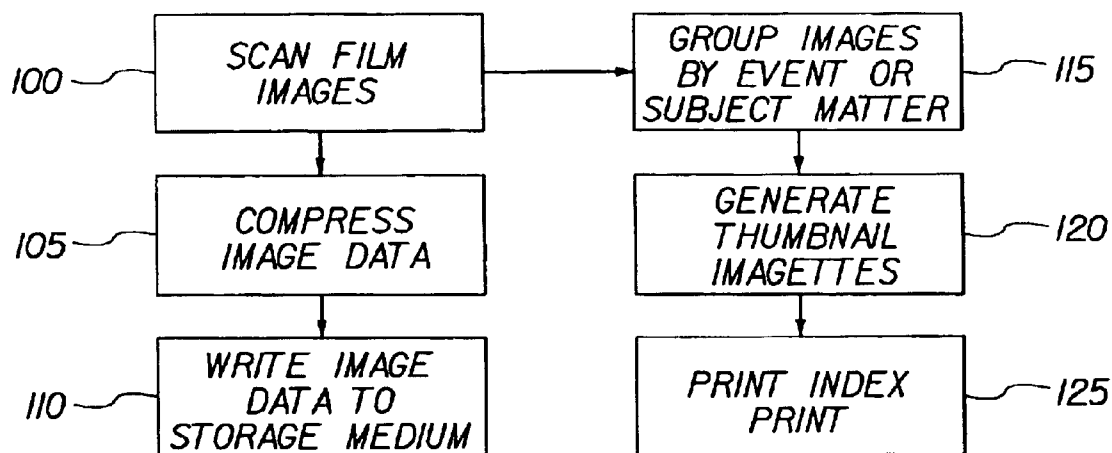 100
SCAN FILM
IMAGES
105
COMPRESS
IMAGE DATA
110
WRITE IMAGE
DATA TO
STORAGE MEDIUM
GROUP IMAGES
BY EVENT OR
SUBJECT MATTER
115
GENERATE
THUMBNAIL
IMAGETTES
120
PRINT INDEX
PRINT
125